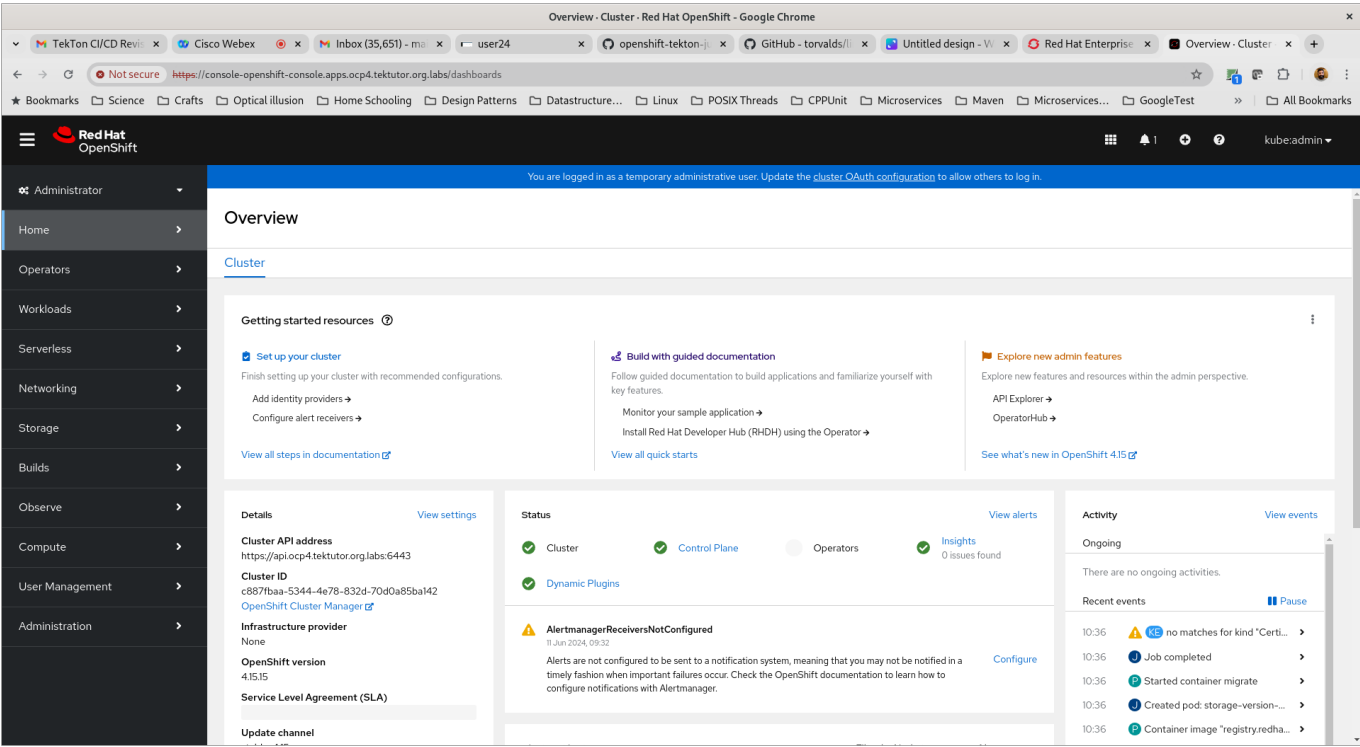 Overview · Cluster · Red Hat OpenShift - Google Chrome
TekTon CI/CD Revis
Cisco Webex
Inbox (35,651) - ma
user24
openshift-tekton-ju
GitHub - torvalds/li
Untitled design - W
Red Hat Enterprise
Overview · Cluster
Not secure
https://console-openshift-console.apps.ocp4.tektutor.org.labs/dashboards
1
Bookmarks
Science
Crafts
Optical illusion
Home Schooling
Design Patterns
Datastructure...
Linux
POSIX Threads
CPPUnit
Microservices
Maven
Microservices...
GoogleTest
»
All Bookmarks
Red Hat
OpenShift
1
kube:admin
You are logged in as a temporary administrative user. Update the cluster OAuth configuration to allow others to log in.
Administrator
Home
Operators
Workloads
Serverless
Networking
Storage
Builds
Observe
Compute
User Management
Administration
Overview
Cluster
Getting started resources
Set up your cluster
Finish setting up your cluster with recommended configurations.
Add identity providers
Configure alert receivers
View all steps in documentation
Build with guided documentation
Follow guided documentation to build applications and familiarize yourself with
key features.
Monitor your sample application
Install Red Hat Developer Hub (RHDH) using the Operator
View all quick starts
Explore new admin features
Explore new features and resources within the admin perspective.
API Explorer
OperatorHub
See what's new in OpenShift 4.15
Details
View settings
Cluster API address
https://api.ocp4.tektutor.org.labs:6443
Cluster ID
c887fbaa-5344-4e78-832d-70d0a85ba142
OpenShift Cluster Manager
Infrastructure provider
None
OpenShift version
4.15.15
Service Level Agreement (SLA)
Update channel
Status
View alerts
Cluster
Control Plane
Operators
Insights
0 issues found
Dynamic Plugins
AlertmanagerReceiversNotConfigured
11 Jun 2024, 09:32
Alerts are not configured to be sent to a notification system, meaning that you may not be notified in a
timely fashion when important failures occur. Check the OpenShift documentation to learn how to
configure notifications with Alertmanager.
Configure
Activity
View events
Ongoing
There are no ongoing activities.
Recent events
Pause
10:36 KE no matches for kind "Certi...
10:36 J Job completed
10:36 P Started container migrate
10:36 J Created pod: storage-version-...
10:36 P Container image "registry.redha...